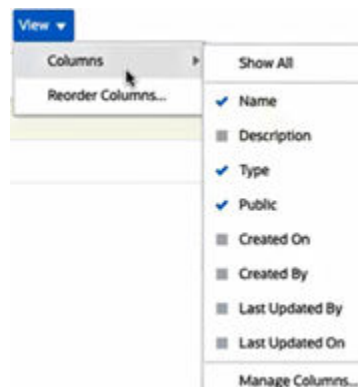 View
Columns
Reorder Columns...
Show All
Name
Description
Type
Public
Created On
Created By
Last Updated By
Last Updated On
Manage Columns...